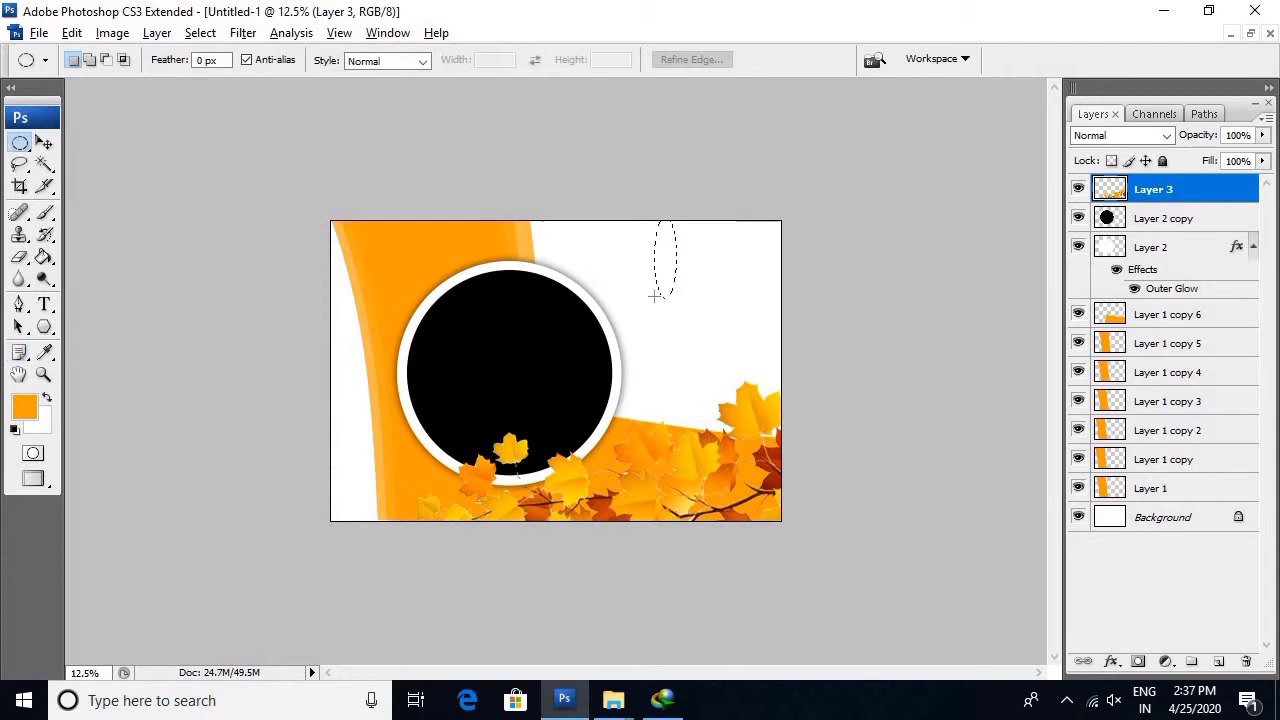 Adobe Photoshop CS3 Extended - [Untitled-1 @ 12.5% (Layer 3, RGB/8)]
File Edit Image Layer Select Filter Analysis View Window Help
Feather: 0 px Anti-alias Style: Normal Width: Height: Refine Edge... Workspace
Ps
Layers Channels Paths
Normal Opacity: 100%
Lock: Fill: 100%
Layer 3
Layer 2 copy
Layer 2 fx
Effects
Outer Glow
Layer 1 copy 6
Layer 1 copy 5
Layer 1 copy 4
Layer 1 copy 3
Layer 1 copy 2
Layer 1 copy
Layer 1
Background
12.5% Doc: 24.7M/49.5M
Type here to search
ENG
IN
2:37 PM
4/25/2020